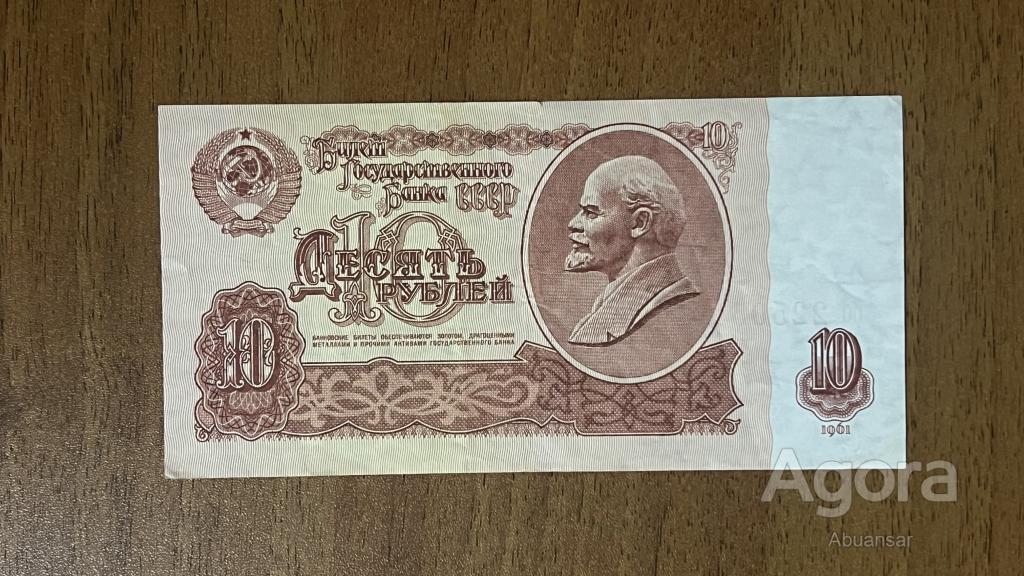 Билет
Государственного
Банка СССР
10
10
Десять
рублей
БАНКОВСКИЕ БИЛЕТЫ ОБЕСПЕЧИВАЮТСЯ ЗОЛОТОМ, ДРАГОЦЕННЫМИ
МЕТАЛЛАМИ И ПРОЧИМИ АКТИВАМИ ГОСУДАРСТВЕННОГО БАНКА
10
10
1961
Agora
Abuansar